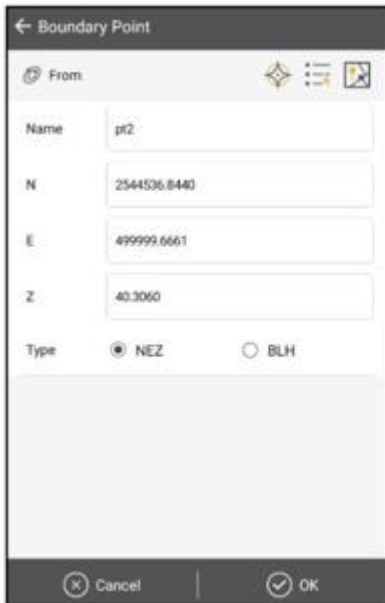 Boundary Point
From
Name pt2
N 2544536.8440
E 499999.6661
Z 40.3060
Type NEZ BLH
Cancel OK